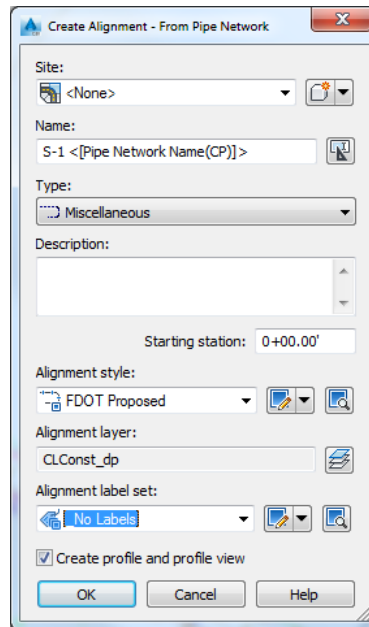 Create Alignment - From Pipe Network
Site:
<None>
Name:
S-1 <[Pipe Network Name(CP)]>
Type:
Miscellaneous
Description:
Starting station: 0+00.00'
Alignment style:
FDOT Proposed
Alignment layer:
CLConst_dp
Alignment label set:
_No Labels
Create profile and profile view
OK Cancel Help